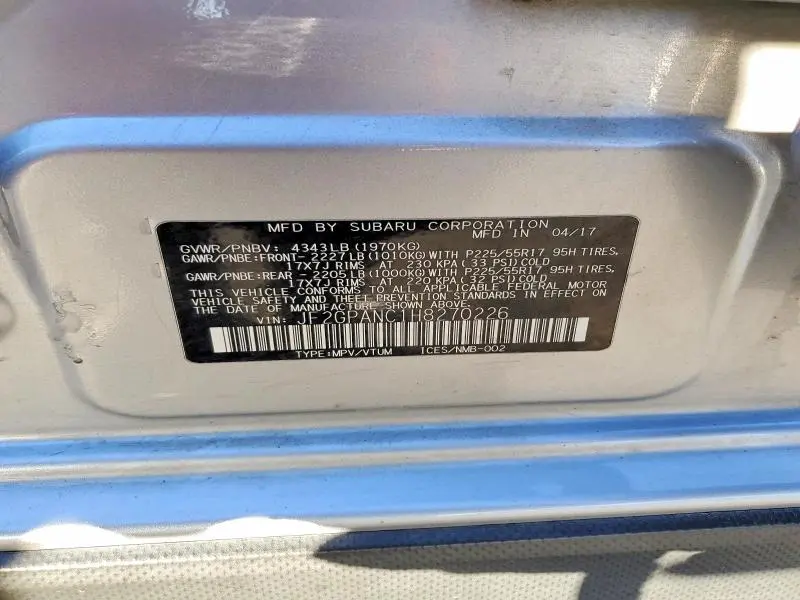 MFD BY SUBARU CORPORATION
MFD IN 04/17
GVWR/PNBV: 4343LB(1970KG)
GAWR/PNBE:FRONT- 2227LB(1010KG)WITH P225/55R17 95H TIRES,
17X7J RIMS AT 230 KPA(33 PSI)COLD
GAWR/PNBE:REAR - 2205LB(1000KG)WITH P225/55R17 95H TIRES,
17X7J RIMS AT 220 KPA(32 PSI)COLD
THIS VEHICLE CONFORMS TO ALL APPLICABLE FEDERAL MOTOR
VEHICLE SAFETY AND THEFT PREVENTION STANDARDS IN EFFECT ON
THE DATE OF MANUFACTURE SHOWN ABOVE.
VIN: JF2GPANC1H8270226
TYPE:MPV/VTUM ICES/NMB-002